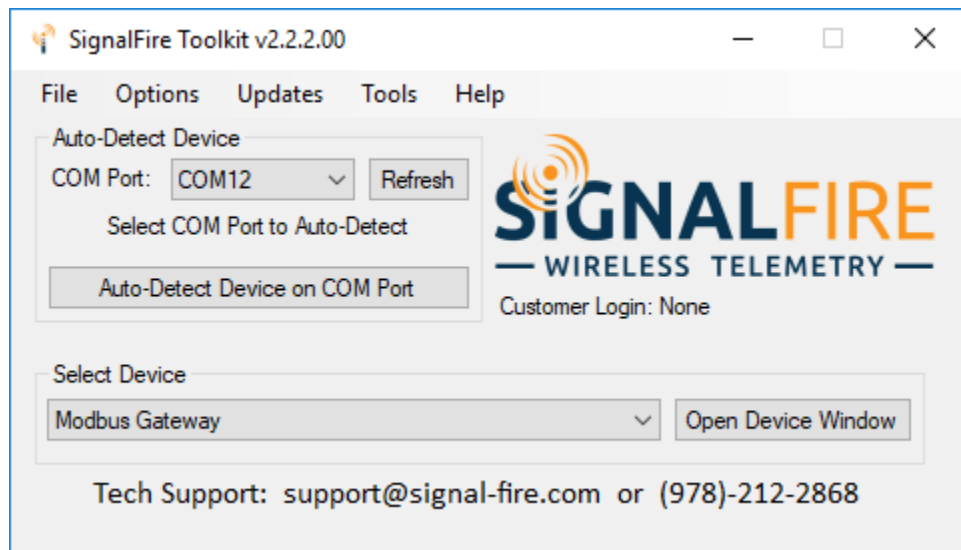 SignalFire Toolkit v2.2.2.00
File Options Updates Tools Help
Auto-Detect Device
COM Port: COM12 Refresh
Select COM Port to Auto-Detect
Auto-Detect Device on COM Port
SIGNALFIRE
WIRELESS TELEMETRY
Customer Login: None
Select Device
Modbus Gateway Open Device Window
Tech Support: support@signal-fire.com or (978)-212-2868